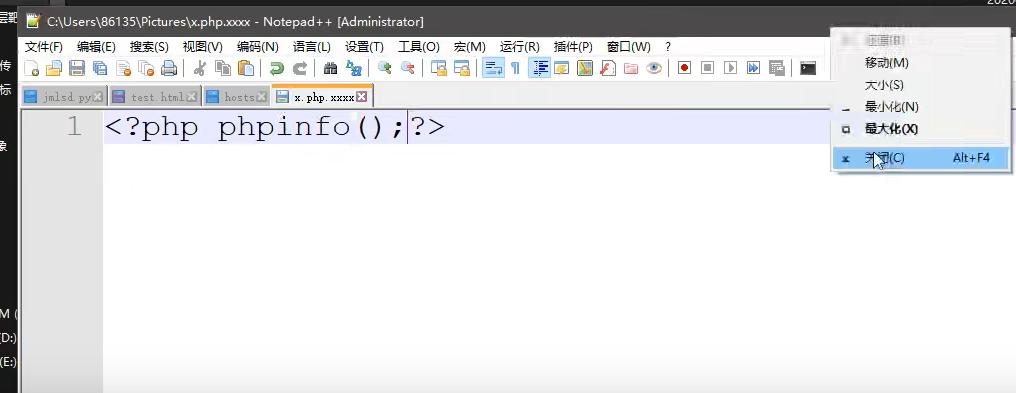 2020
层靶
C:\Users\86135\Pictures\x.php.xxxx - Notepad++ [Administrator]
文件(F) 编辑(E) 搜索(S) 视图(V) 编码(N) 语言(L) 设置(T) 工具(O) 宏(M) 运行(R) 插件(P) 窗口(W) ?
传
标
jmlsd.py test.html hosts x.php.xxxx
1 <?php phpinfo();?>
象
移动(M)
大小(S)
最小化(N)
最大化(X)
关闭(C) Alt+F4
M (
(D:)
(E:)